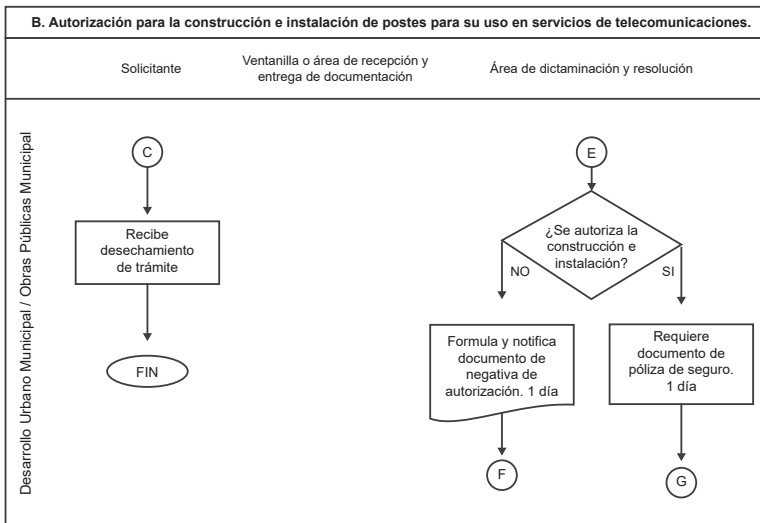 B. Autorización para la construcción e instalación de postes para su uso en servicios de telecomunicaciones.
Solicitante
Ventanilla o área de recepción y
entrega de documentación
Área de dictaminación y resolución
Desarrollo Urbano Municipal / Obras Públicas Municipal
C
Recibe
desechamiento
de trámite
FIN
E
¿Se autoriza la
construcción e
instalación?
NO
SI
Formula y notifica
documento de
negativa de
autorización. 1 día
Requiere
documento de
póliza de seguro.
1 día
F
G